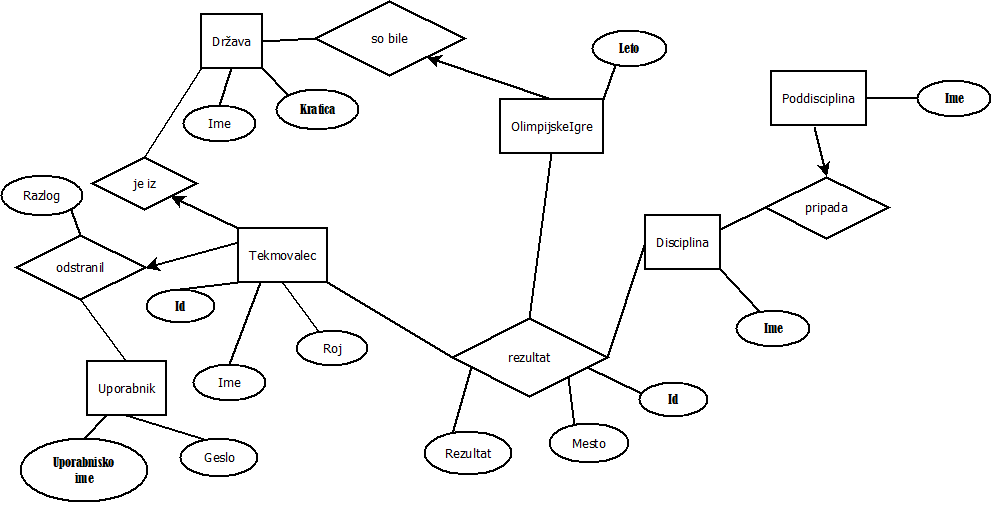 Država
so bile
Leto
Ime
Kratica
OlimpijskeIgre
Poddisciplina
Ime
je iz
Razlog
pripada
odstranil
Tekmovalec
Disciplina
Id
Ime
Roj
rezultat
Ime
Uporabnik
Id
Uporabnisko
ime
Geslo
Rezultat
Mesto